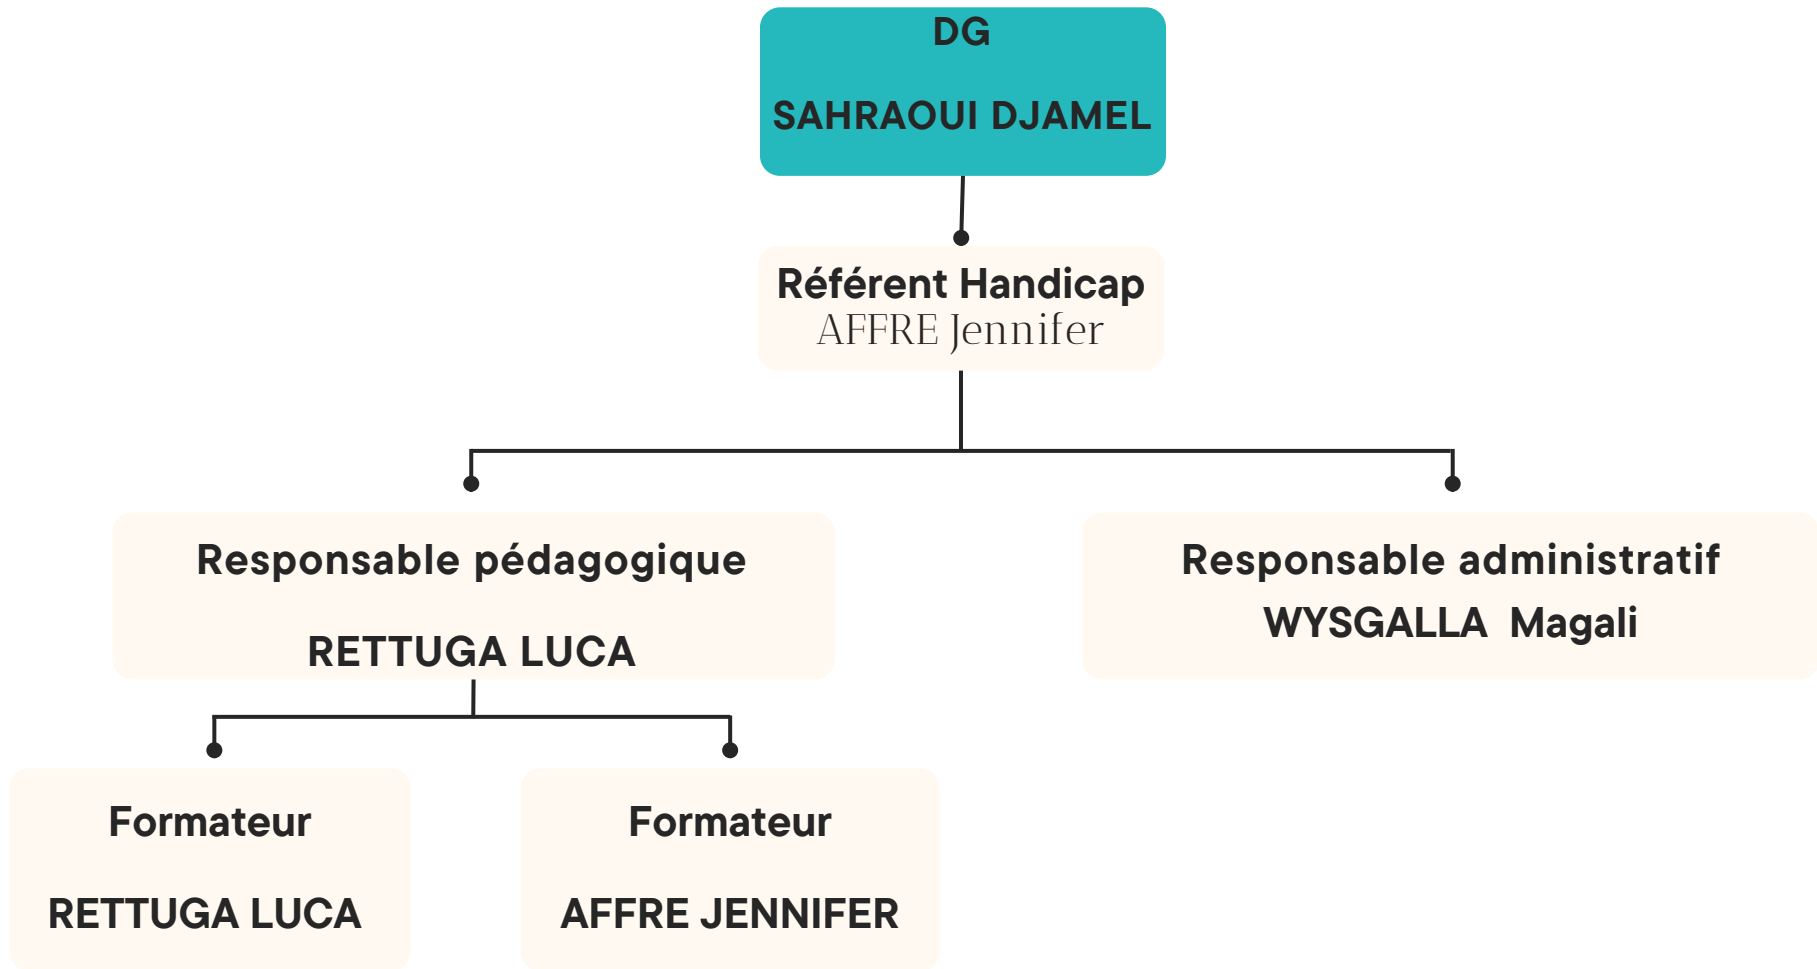 DG
SAHRAOUI DJAMEL
Référent Handicap
AFFRE Jennifer
Responsable pédagogique
RETTUGA LUCA
Responsable administratif
WYSGALLA Magali
Formateur
RETTUGA LUCA
Formateur
AFFRE JENNIFER